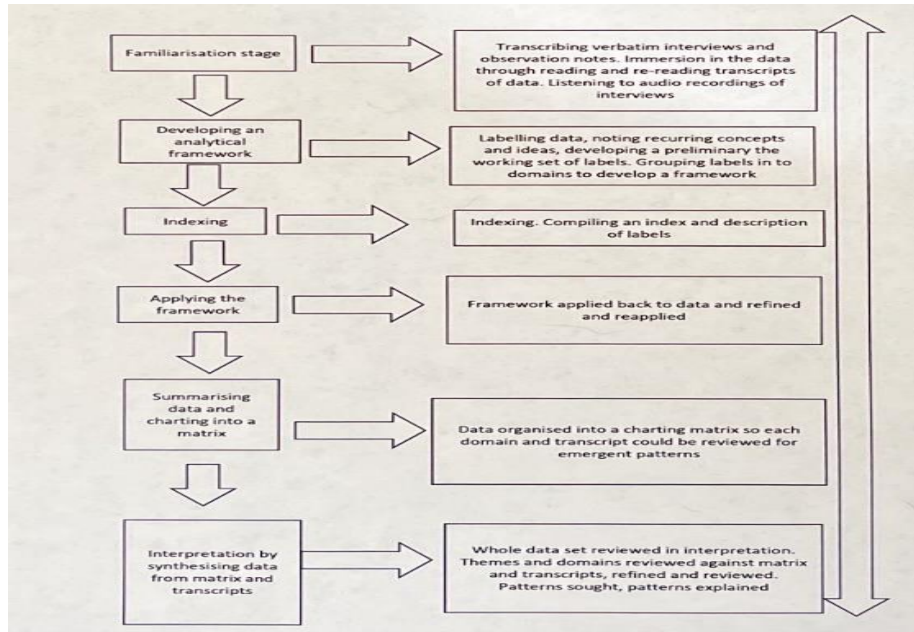 Familiarisation stage
Transcribing verbatim interviews and
observation notes. Immersion in the data
through reading and re-reading transcripts
of data. Listening to audio recordings of
interviews
Developing an
analytical
framework
Labelling data, noting recurring concepts
and ideas, developing a preliminary the
working set of labels. Grouping labels in to
domains to develop a framework
Indexing
Indexing. Compiling an index and description
of labels
Applying the
framework
Framework applied back to data and refined
and reapplied
Summarising
data and
charting into a
matrix
Data organised into a charting matrix so each
domain and transcript could be reviewed for
emergent patterns
Interpretation by
synthesising data
from matrix and
transcripts
Whole data set reviewed in interpretation.
Themes and domains reviewed against matrix
and transcripts, refined and reviewed.
Patterns sought, patterns explained